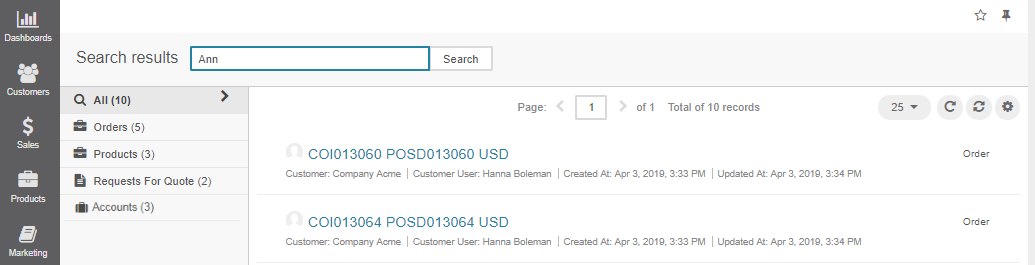 Dashboards
Customers
Sales
Products
Marketing
Search results Ann Search
All (10)
Orders (5)
Products (3)
Requests For Quote (2)
Accounts (3)
Page: 1 of 1 Total of 10 records 25
COI013060 POSD013060 USD Order
Customer: Company Acme | Customer User: Hanna Boleman | Created At: Apr 3, 2019, 3:33 PM | Updated At: Apr 3, 2019, 3:34 PM
COI013064 POSD013064 USD Order
Customer: Company Acme | Customer User: Hanna Boleman | Created At: Apr 3, 2019, 3:33 PM | Updated At: Apr 3, 2019, 3:34 PM